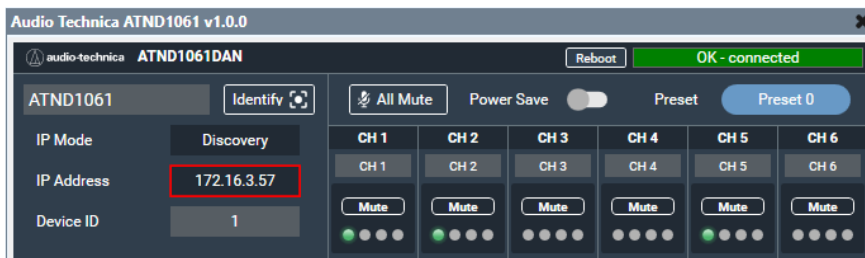 Audio Technica ATND1061 v1.0.0
audio-technica ATND1061DAN Reboot OK - connected
ATND1061 Identify All Mute Power Save Preset Preset 0
IP Mode Discovery CH 1 CH 2 CH 3 CH 4 CH 5 CH 6
CH 1 CH 2 CH 3 CH 4 CH 5 CH 6
IP Address 172.16.3.57
Mute Mute Mute Mute Mute Mute
Device ID 1